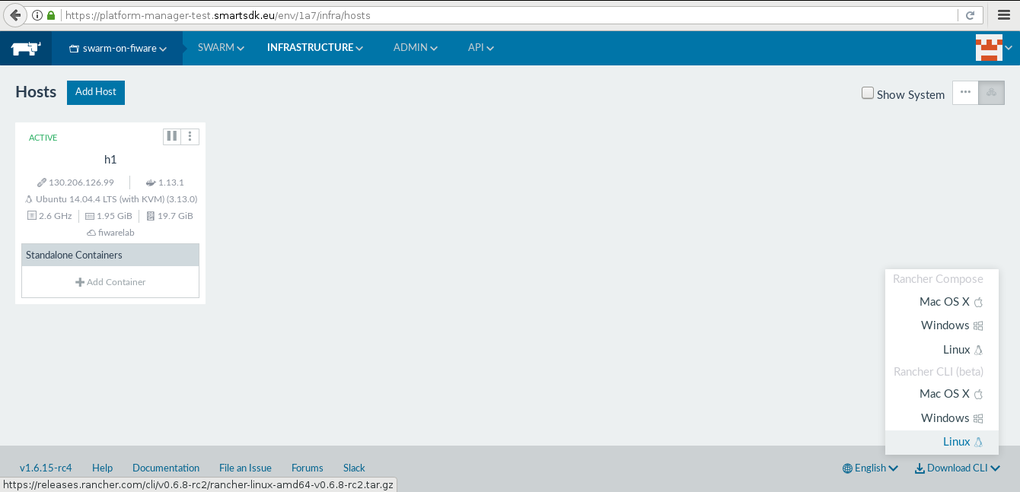 https://platform-manager-test.smartsdk.eu/env/1a7/infra/hosts
swarm-on-fiware SWARM INFRASTRUCTURE ADMIN API
Hosts Add Host Show System
ACTIVE
h1
130.206.126.99 1.13.1
Ubuntu 14.04.4 LTS (with KVM) (3.13.0)
2.6 GHz 1.95 GiB 19.7 GiB
fiwarelab
Standalone Containers
Add Container
Rancher Compose
Mac OS X
Windows
Linux
Rancher CLI (beta)
Mac OS X
Windows
Linux
v1.6.15-rc4 Help Documentation File an Issue Forums Slack English Download CLI
https://releases.rancher.com/cli/v0.6.8-rc2/rancher-linux-amd64-v0.6.8-rc2.tar.gz